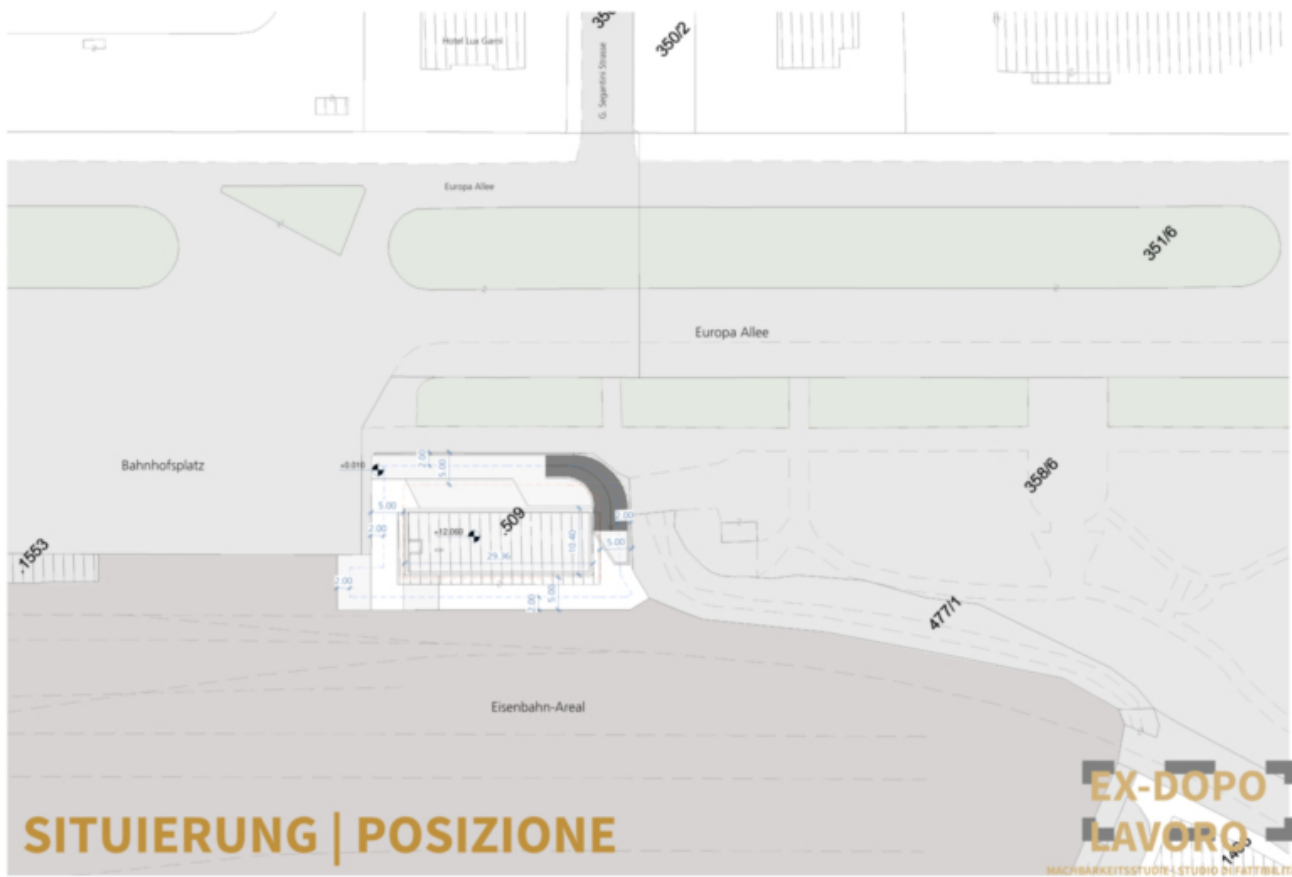 350/2
Hotel Lux Garni
G. Segantini Strasse
Europa Allee
351/6
Europa Allee
Bahnhofsplatz
+0.010
2.00
5.00
358/6
5.00
.509
2.00
2.00
+12.060
10.40
5.00
29.36
.1553
2.00
2.00
5.00
477/1
Eisenbahn-Areal
EX-DOPO
LAVORO
SITUIERUNG | POSIZIONE